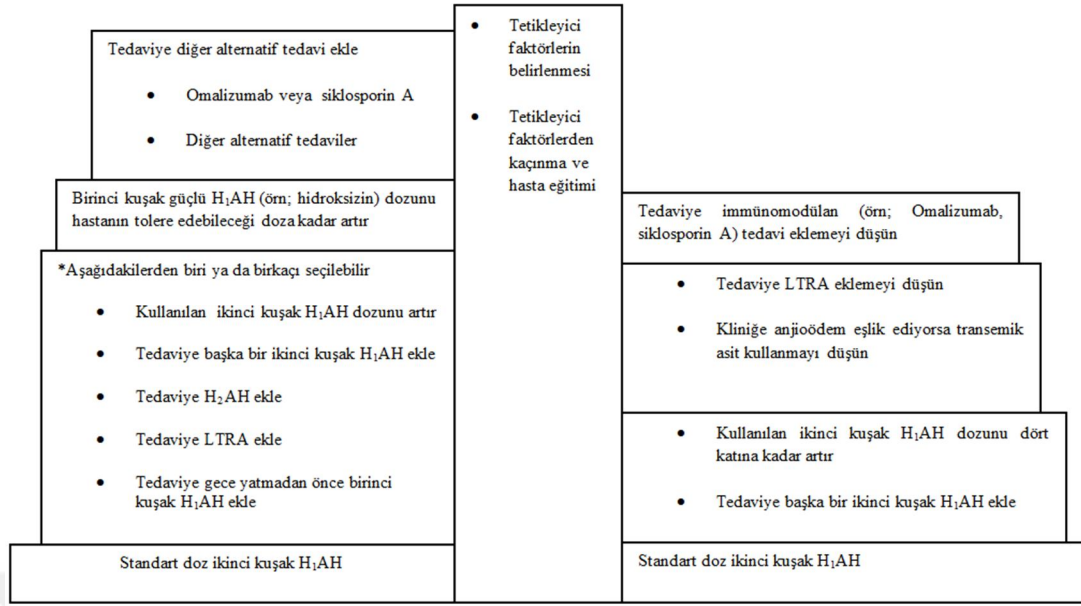 Tedaviye diğer alternatif tedavi ekle
• Omalizumab veya siklosporin A
• Diğer alternatif tedaviler
Birinci kuşak güçlü H₁AH (örn; hidroksizin) dozunu
hastanın tolere edebileceği doza kadar artır
*Aşağıdakilerden biri ya da birkaçı seçilebilir
• Kullanılan ikinci kuşak H₁AH dozunu artır
• Tedaviye başka bir ikinci kuşak H₁AH ekle
• Tedaviye H₂AH ekle
• Tedaviye LTRA ekle
• Tedaviye gece yatmadan önce birinci
kuşak H₁AH ekle
Standart doz ikinci kuşak H₁AH
• Tetikleyici
faktörlerin
belirlenmesi
• Tetikleyici
faktörlerden
kaçınma ve
hasta eğitimi
Tedaviye immünomodülan (örn; Omalizumab,
siklosporin A) tedavi eklemeyi düşün
• Tedaviye LTRA eklemeyi düşün
• Kliniğe anjioödem eşlik ediyorsa transemik
asit kullanmayı düşün
• Kullanılan ikinci kuşak H₁AH dozunu dört
katına kadar artır
• Tedaviye başka bir ikinci kuşak H₁AH ekle
Standart doz ikinci kuşak H₁AH